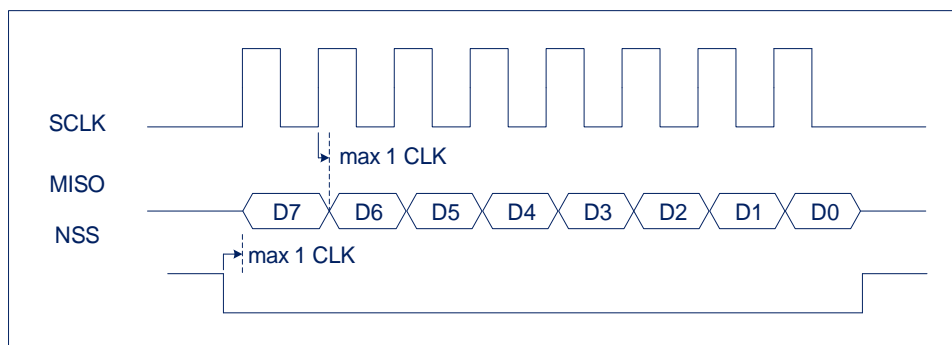 SCLK
max 1 CLK
MISO
D7 D6 D5 D4 D3 D2 D1 D0
NSS
max 1 CLK